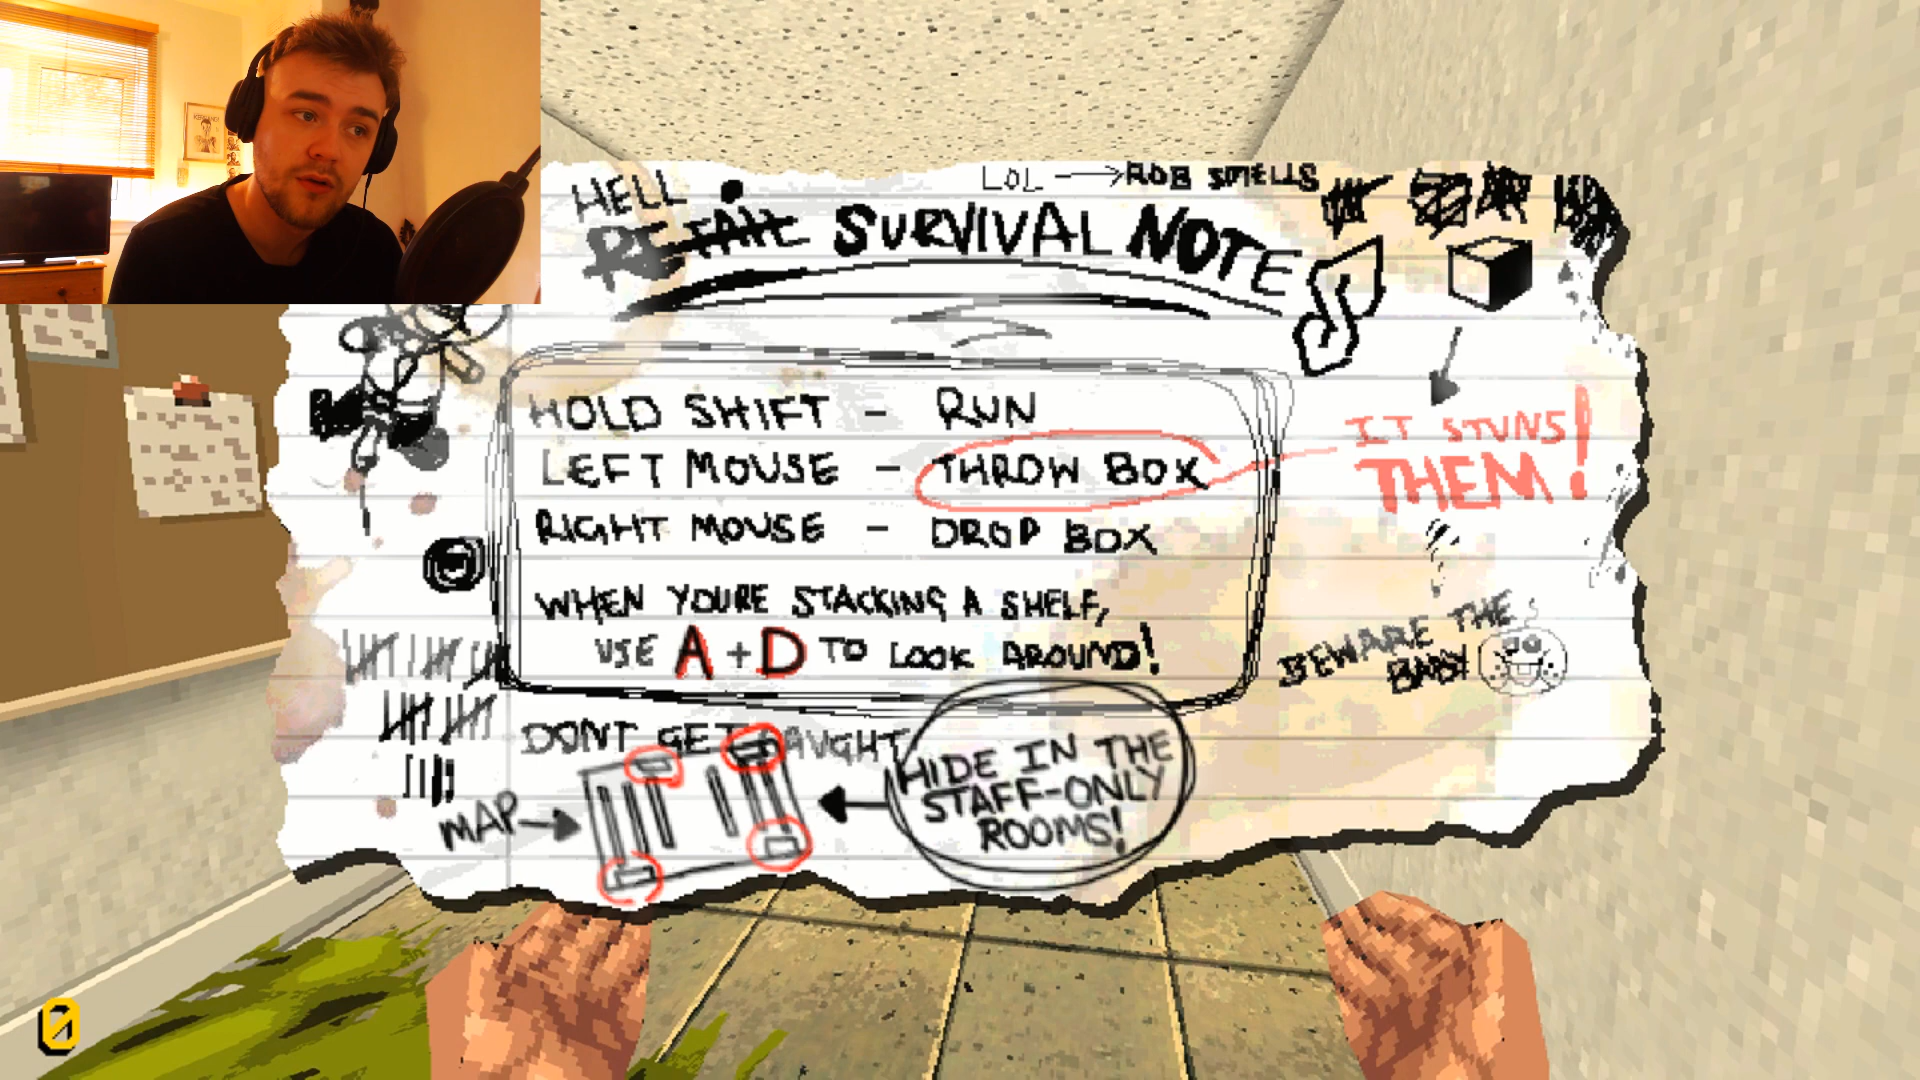 LOL → ROB SMELLS
HELL
RETAIL SURVIVAL NOTE
HOLD SHIFT - RUN
LEFT MOUSE - THROW BOX
RIGHT MOUSE - DROP BOX
WHEN YOURE STACKING A SHELF,
USE A + D TO LOOK AROUND!
IT STUNS
THEM!
BEWARE THE
BABY
DONT GET CAUGHT
MAP
HIDE IN THE
STAFF-ONLY
ROOMS!
0